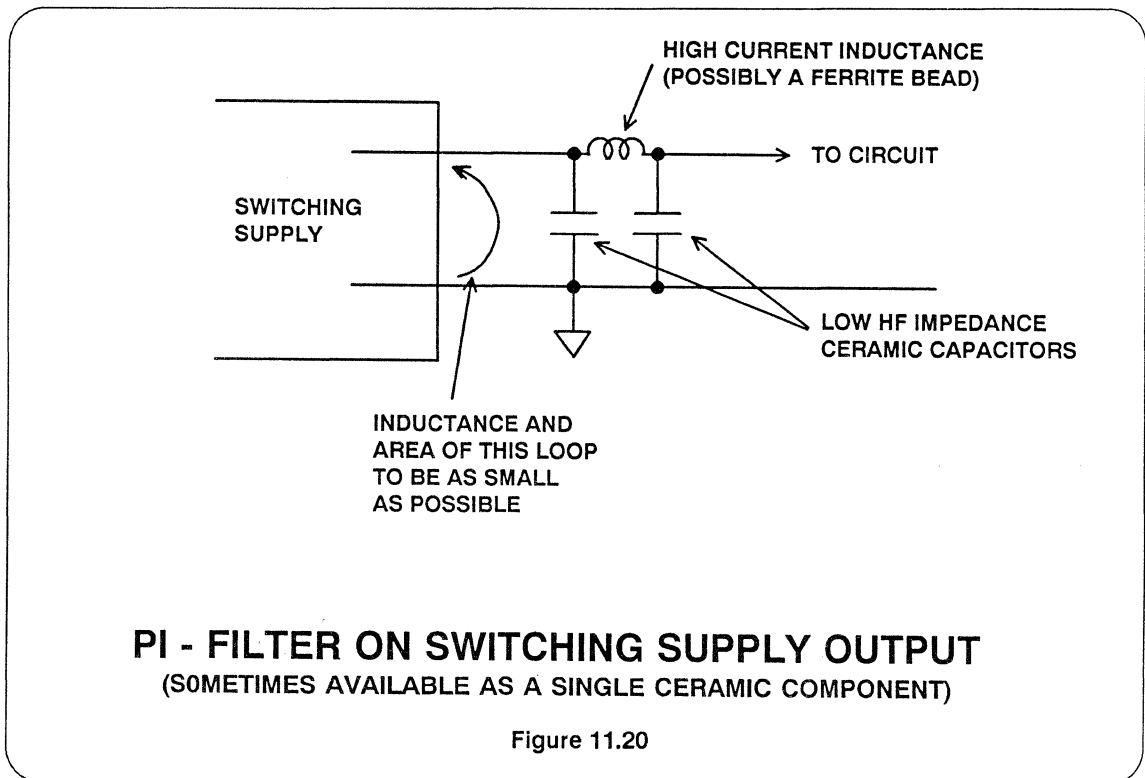 HIGH CURRENT INDUCTANCE
(POSSIBLY A FERRITE BEAD)
TO CIRCUIT
SWITCHING
SUPPLY
LOW HF IMPEDANCE
CERAMIC CAPACITORS
INDUCTANCE AND
AREA OF THIS LOOP
TO BE AS SMALL
AS POSSIBLE
PI - FILTER ON SWITCHING SUPPLY OUTPUT
(S0METIMES AVAILABLE AS A SINGLE CERAMIC COMPONENT)
Figure 11.20